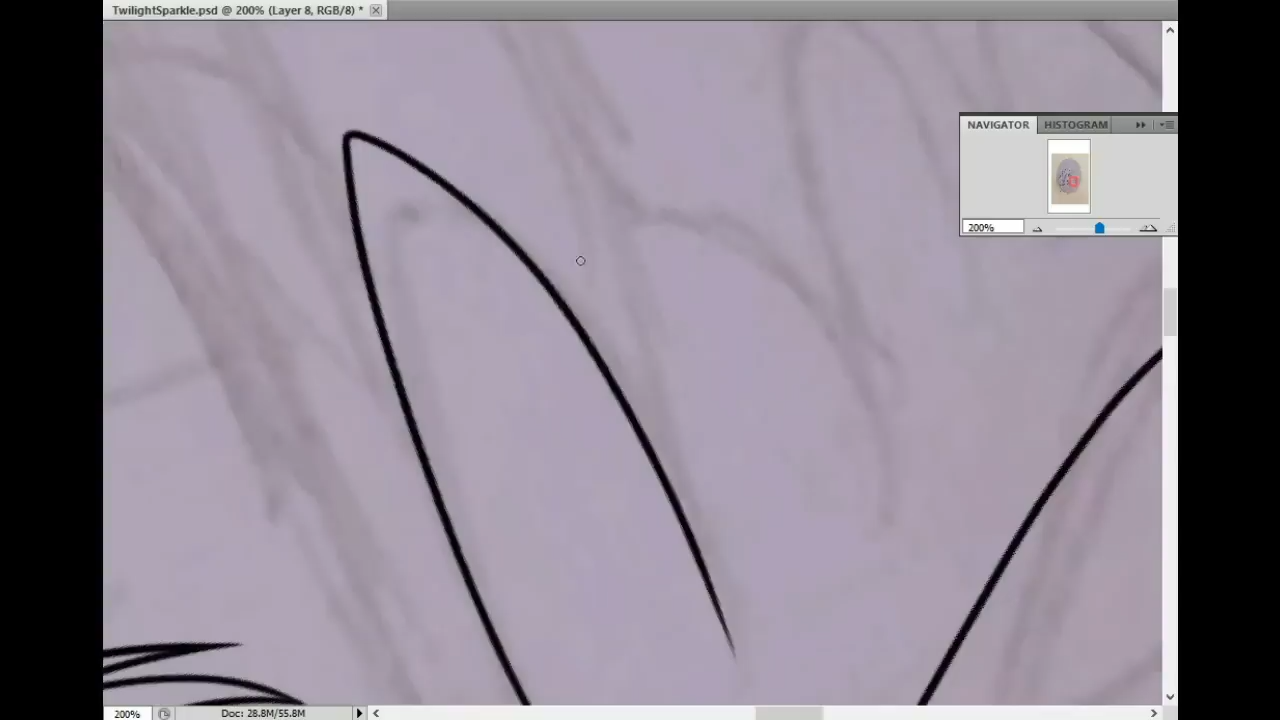 TwilightSparkle.psd @ 200% (Layer 8, RGB/8) *
NAVIGATOR HISTOGRAM
200%
200% Doc: 28.8M/55.8M